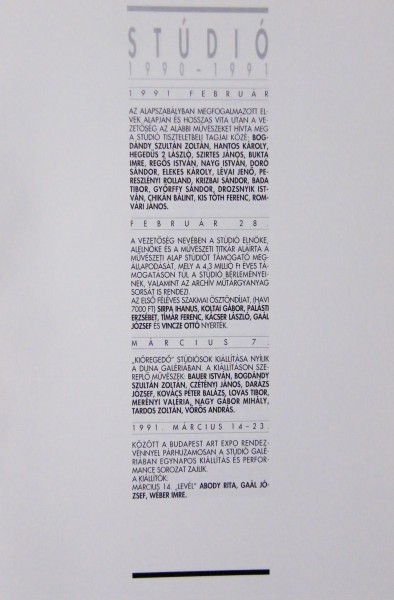 STÚDIÓ
1990–1991
1991. FEBRUÁR
AZ ALAPSZABÁLYBAN MEGFOGALMAZOTT EL-
VEK ALAPJÁN ÉS HOSSZAS VITA UTÁN A VE-
ZETŐSÉG AZ ALÁBBI MŰVÉSZEKET HÍVTA MEG
A STÚDIÓ TISZTELETBELI TAGJAI KÖZÉ; BOG-
DÁNDY SZULTÁN ZOLTÁN, HANTOS KÁROLY,
HEGEDŰS 2 LÁSZLÓ, SZIRTES JÁNOS, BUKTA
IMRE, REGŐS ISTVÁN, NAYG ISTVÁN, DORÓ
SÁNDOR, ELEKES KÁROLY, LÉVAI JENŐ, PE-
RESZLÉNYI ROLLAND, KRIZBAI SÁNDOR, BADA
TIBOR, GYŐRFFY SÁNDOR, DROZSNYIK IST-
VÁN, CHIKÁN BÁLINT, KIS TÓTH FERENC, ROM-
VÁRI JÁNOS.
FEBRUÁR 28.
A VEZETŐSÉG NEVÉBEN A STÚDIÓ ELNÖKE,
ALELNÖKE ÉS A MŰVÉSZETI TITKÁR ALÁÍRTA A
MŰVÉSZETI ALAP STÚDIÓT TÁMOGATÓ MEG-
ÁLLAPODÁSÁT, MELY A 4,3 MILLIÓ FT ÉVES TÁ-
MOGATÁSON TÚL A STÚDIÓ BÉRLEMÉNYEI-
NEK, VALAMINT AZ ARCHÍV MŰTÁRGYANYAG
SORSÁT IS RENDEZI.
AZ ELSŐ FÉLÉVES SZAKMAI ÖSZTÖNDÍJAT, (HAVI
7000 FT) SIRPA IHANUS, KOLTAI GÁBOR, PALÁSTI
ERZSÉBET, TÍMÁR FERENC, KÁCSER LÁSZLÓ, GAÁL
JÓZSEF ÉS VINCZE OTTÓ NYERTÉK.
MÁRCIUS 7.
„KIÖREGEDŐ" STÚDIÓSOK KIÁLLÍTÁSA NYÍLIK
A DUNA GALÉRIÁBAN. A KIÁLLÍTÁSON SZE-
REPLŐ MŰVÉSZEK: BAUER ISTVÁN, BOGDÁNDY
SZULTÁN ZOLTÁN, CZÉTÉNYI JÁNOS, DARÁZS
JÓZSEF, KOVÁCS PÉTER BALÁZS, LOVAS TIBOR,
MERÉNYI VALÉRIA, NAGY GÁBOR MIHÁLY,
TARDOS ZOLTÁN, VÖRÖS ANDRÁS.
1991. MÁRCIUS 14–23.
KÖZÖTT A BUDAPEST ART EXPO RENDEZ-
VÉNNYEL PÁRHUZAMOSAN A STÚDIÓ GALÉ-
RIÁBAN EGYNAPOS KIÁLLÍTÁS ÉS PERFOR-
MANCE SOROZAT ZAJLIK.
A KIÁLLÍTÓK:
MÁRCIUS 14. „LEVÉL" ABODY RITA, GAÁL JÓ-
ZSEF, WÉBER IMRE.